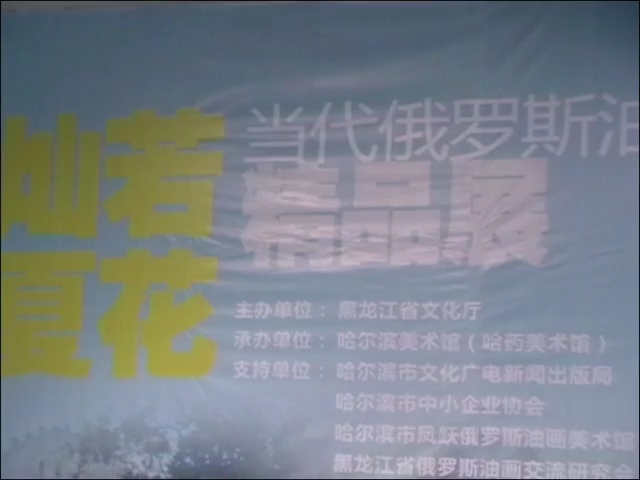 灿若
夏花
当代俄罗斯油
精品展
主办单位：黑龙江省文化厅
承办单位：哈尔滨美术馆（哈药美术馆）
支持单位：哈尔滨市文化广电新闻出版局
哈尔滨市中小企业协会
哈尔滨市凤跃俄罗斯油画美术馆
黑龙江省俄罗斯油画交流研究会